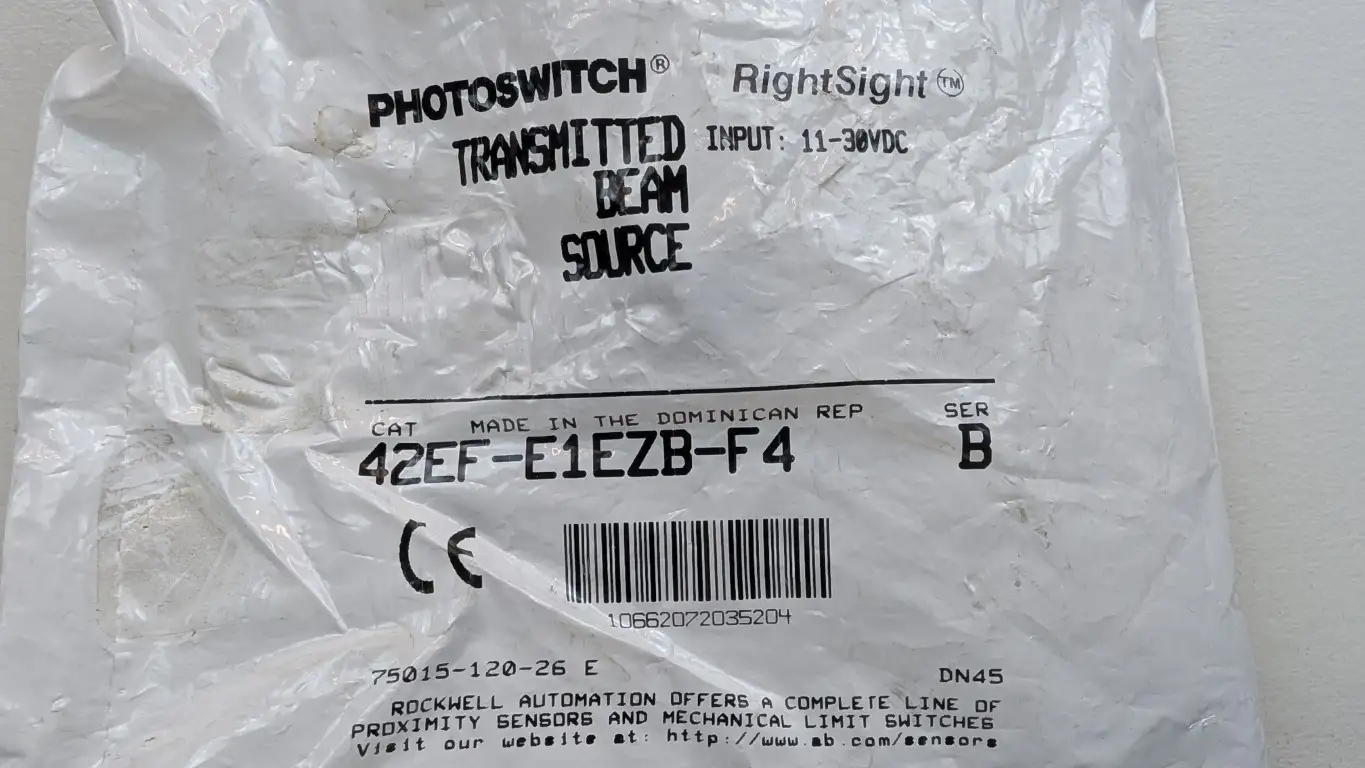 PHOTOSWITCH® RightSight™
TRANSMITTED INPUT: 11-30VDC
BEAM
SOURCE
CAT MADE IN THE DOMINICAN REP. SER
42EF-E1EZB-F4 B
CE
10662072035204
75015-120-26 E DN45
ROCKWELL AUTOMATION OFFERS A COMPLETE LINE OF
PROXIMITY SENSORS AND MECHANICAL LIMIT SWITCHES
Visit our website at: http://www.ab.com/sensors